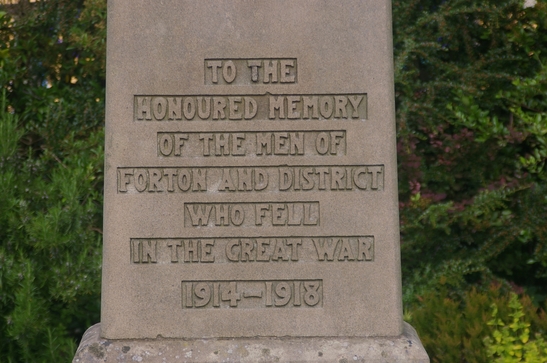 TO THE
HONOURED MEMORY
OF THE MEN OF
FORTON AND DISTRICT
WHO FELL
IN THE GREAT WAR
1914–1918